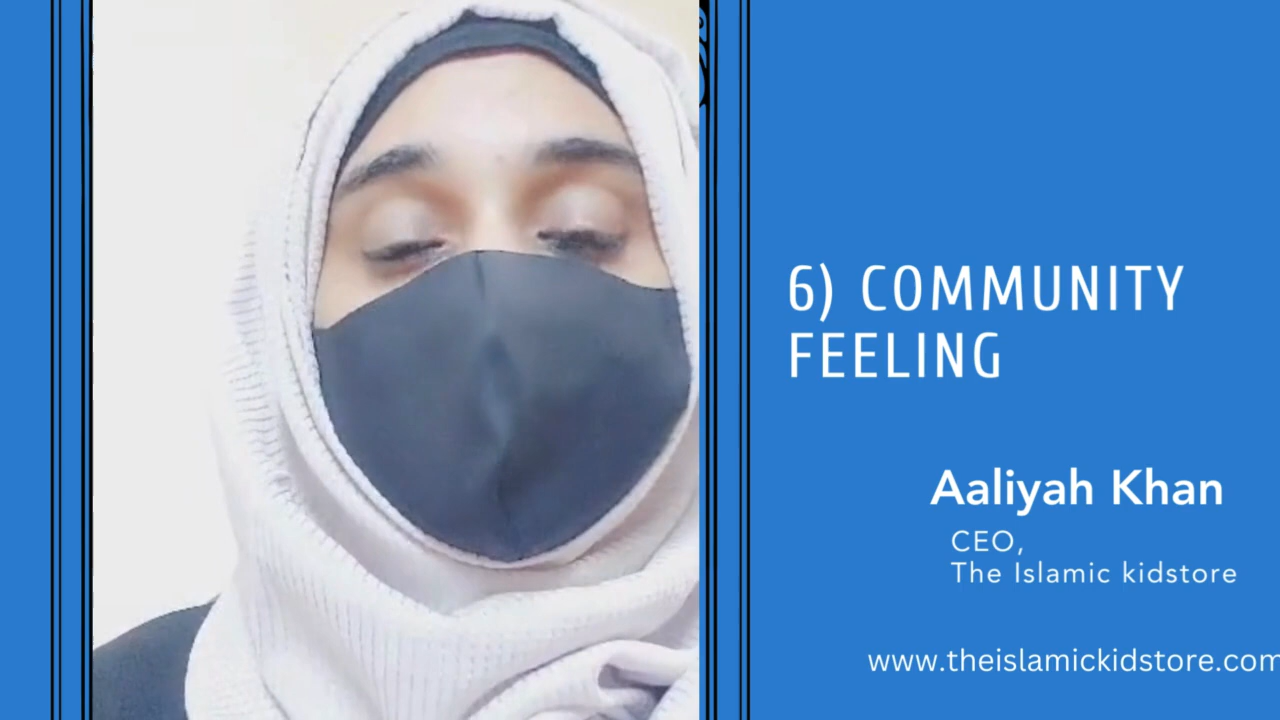 6) COMMUNITY
FEELING
Aaliyah Khan
CEO,
The Islamic kidstore
www.theislamickidstore.com